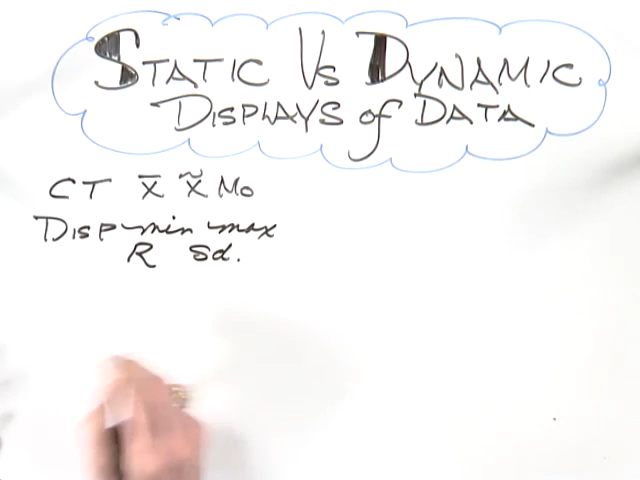 STATIC VS DYNAMIC
DISPLAYS of DATA
CT x̄ x̃ Mo
DISP min max
R Sd.